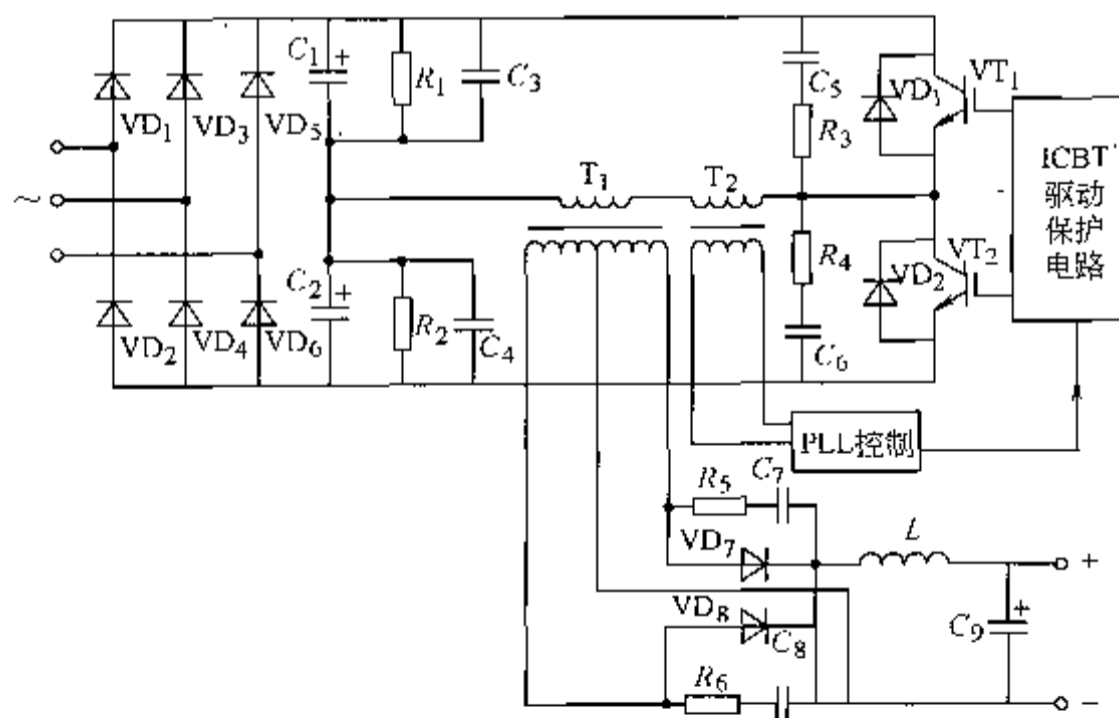 C1 +
R1
C3
C5
VD1
VT1
VD1
VD3
VD5
R3
ICBT
驱动
保护
电路
~
T1
T2
C2 +
R4
VD2
VT2
VD2
VD4
VD6
R2
C4
C6
PLL控制
R5
C7
VD7
L
+
VD8
C8
C9
+
R6
−